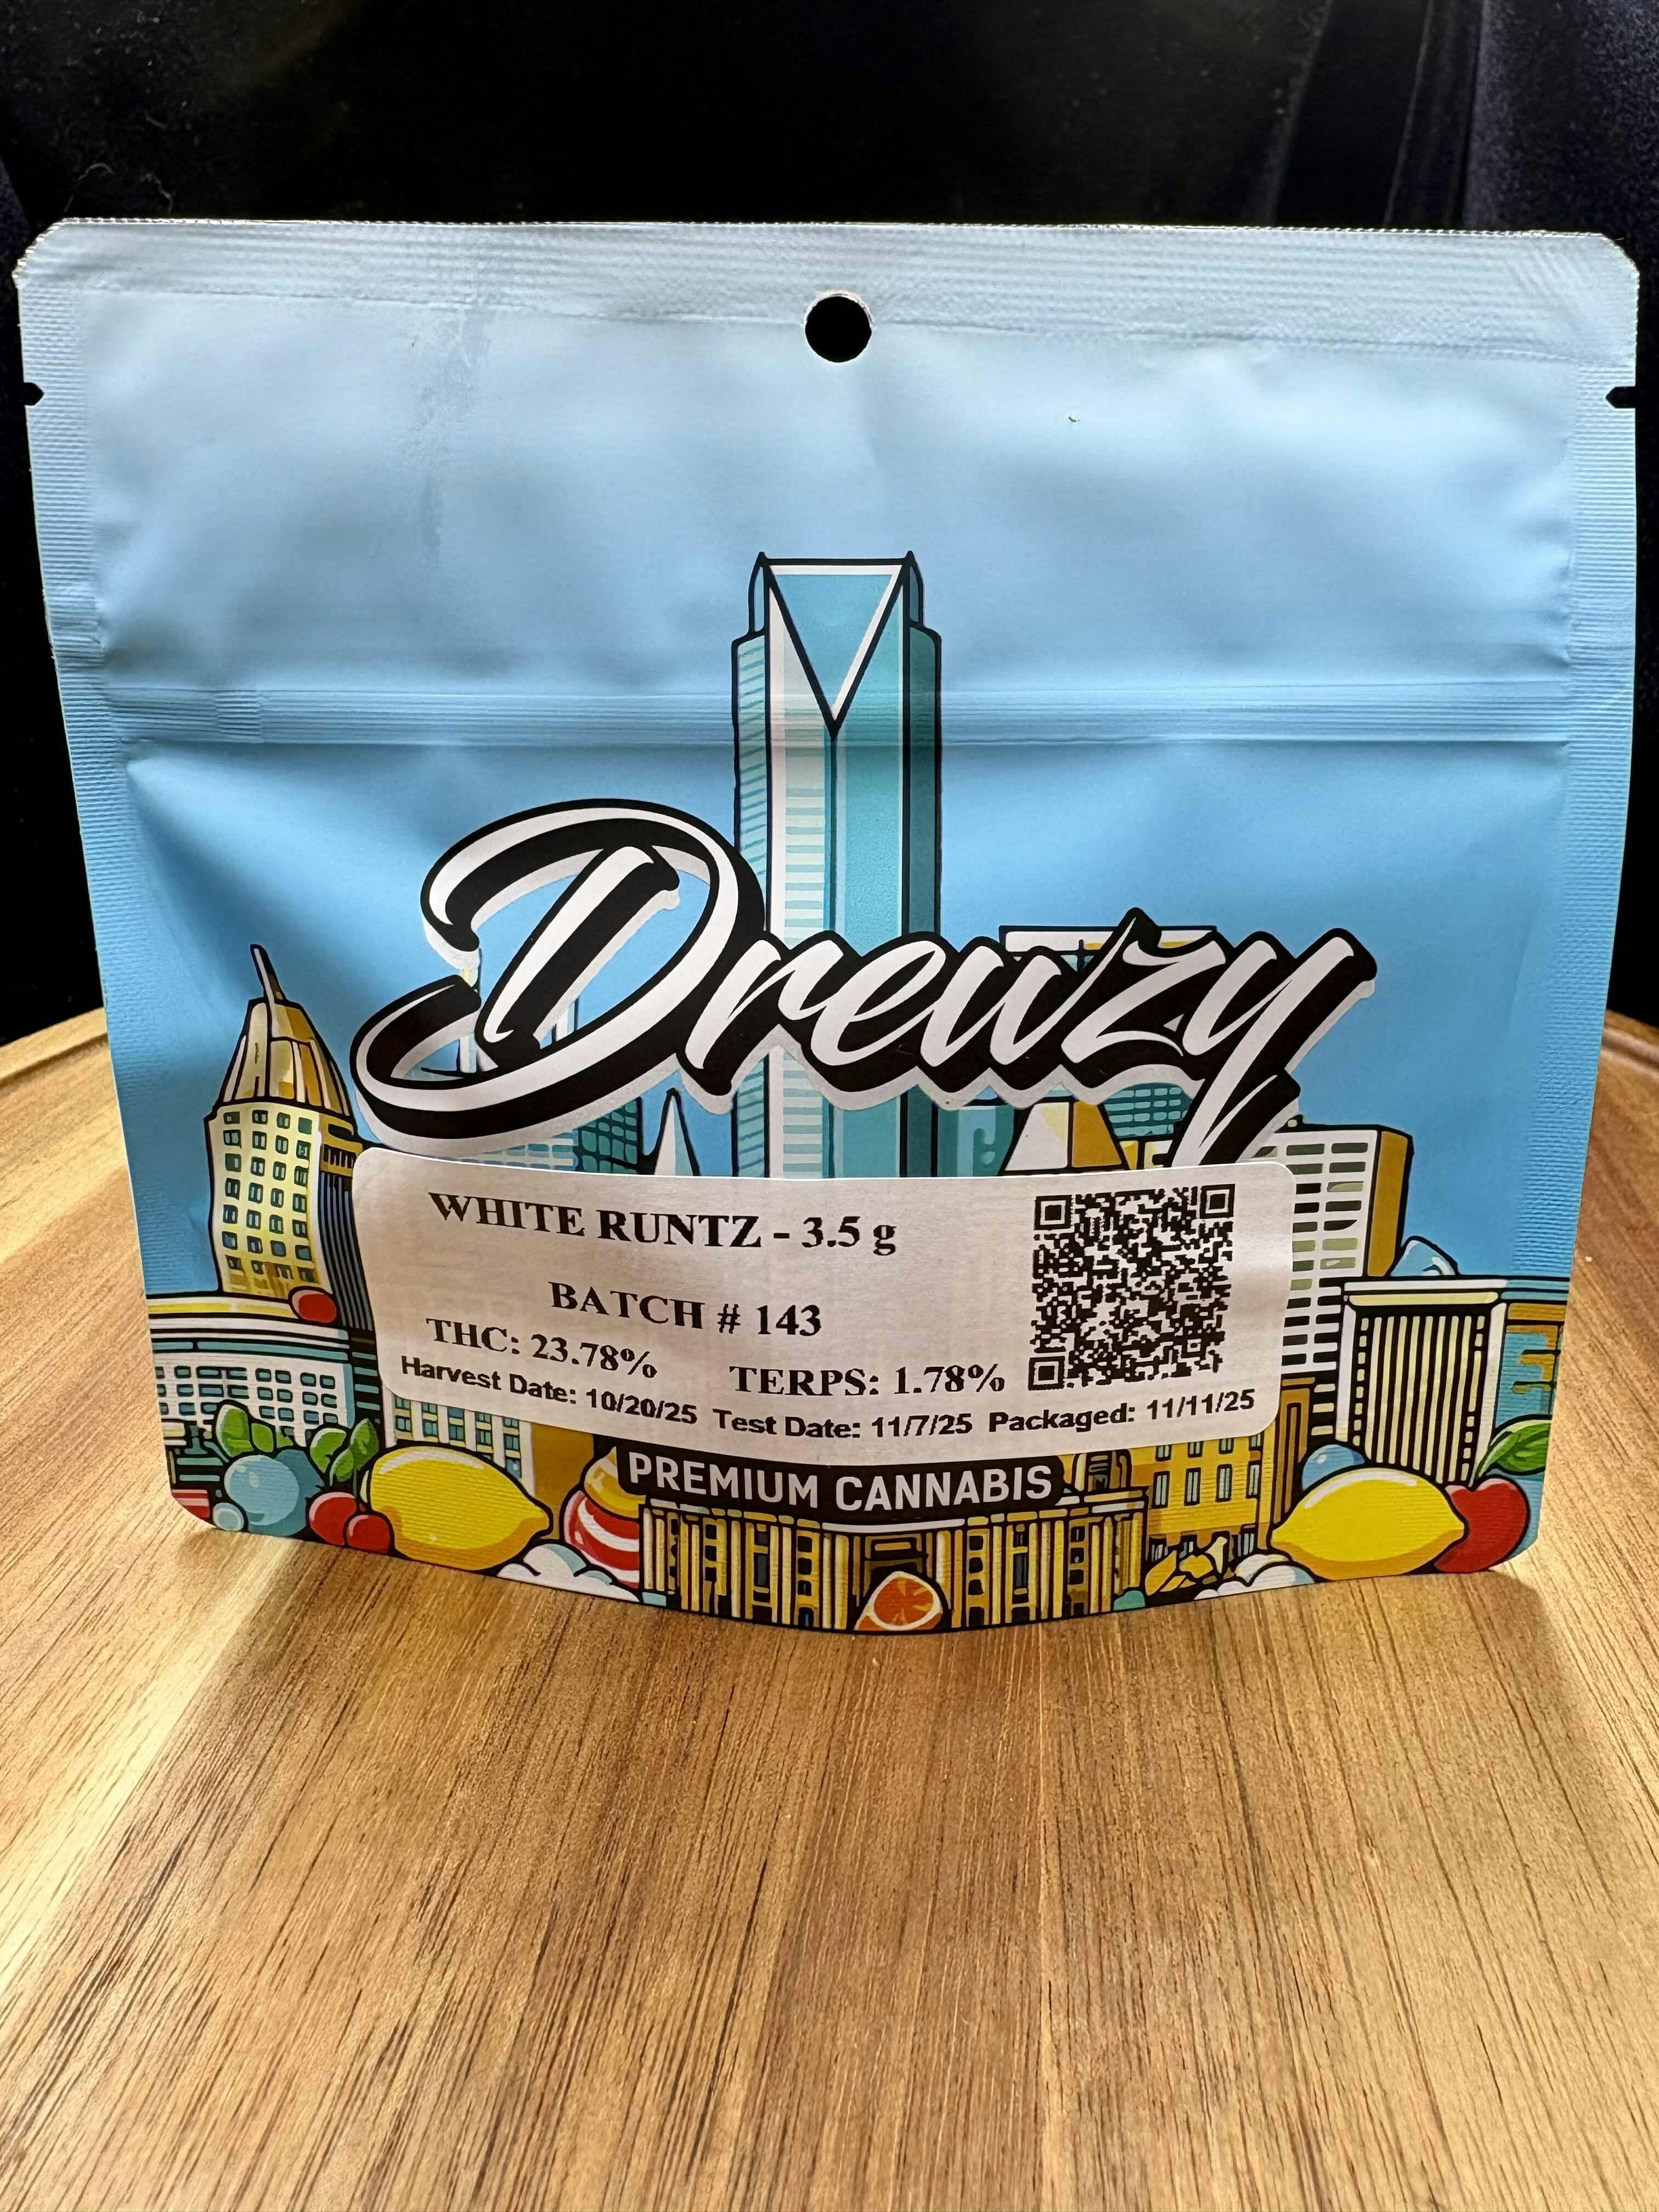 Drewzy
WHITE RUNTZ - 3.5 g
BATCH # 143
THC: 23.78% TERPS: 1.78%
Harvest Date: 10/20/25 Test Date: 11/7/25 Packaged: 11/11/25
PREMIUM CANNABIS